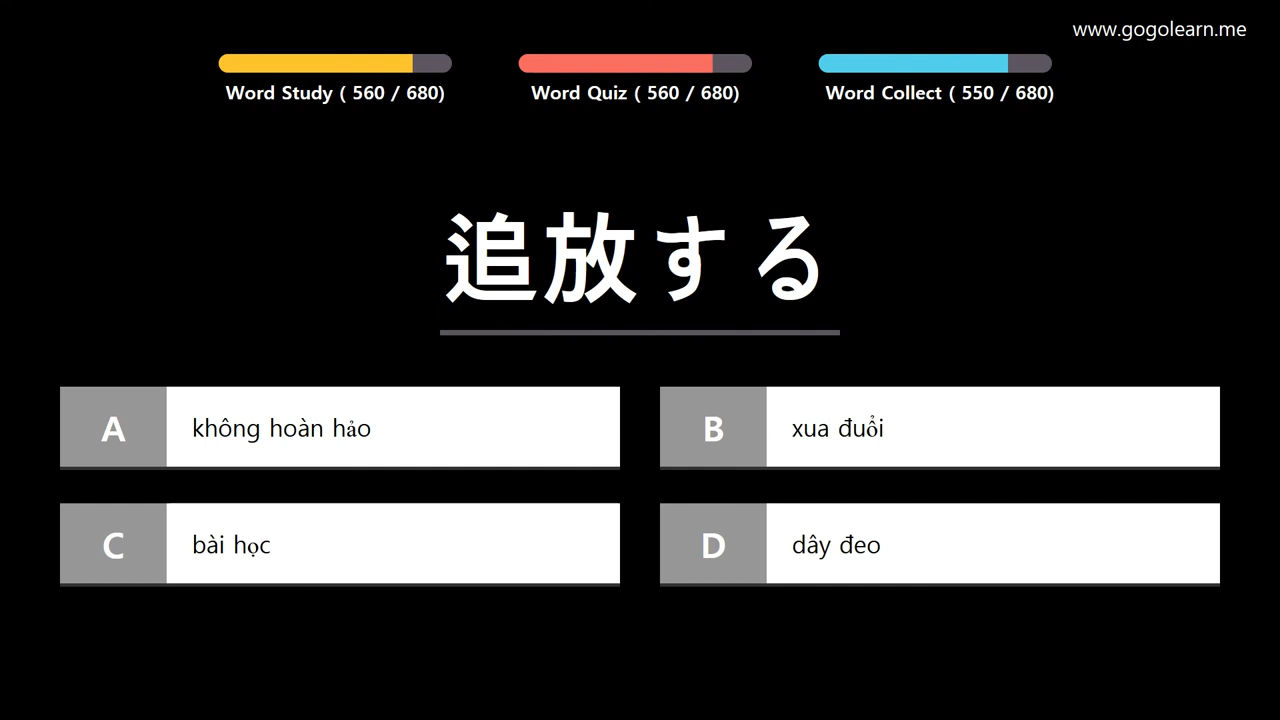 www.gogolearn.me
Word Study ( 560 / 680)
Word Quiz ( 560 / 680)
Word Collect ( 550 / 680)
追放する
A không hoàn hảo
B xua đuổi
C bài học
D dây đeo